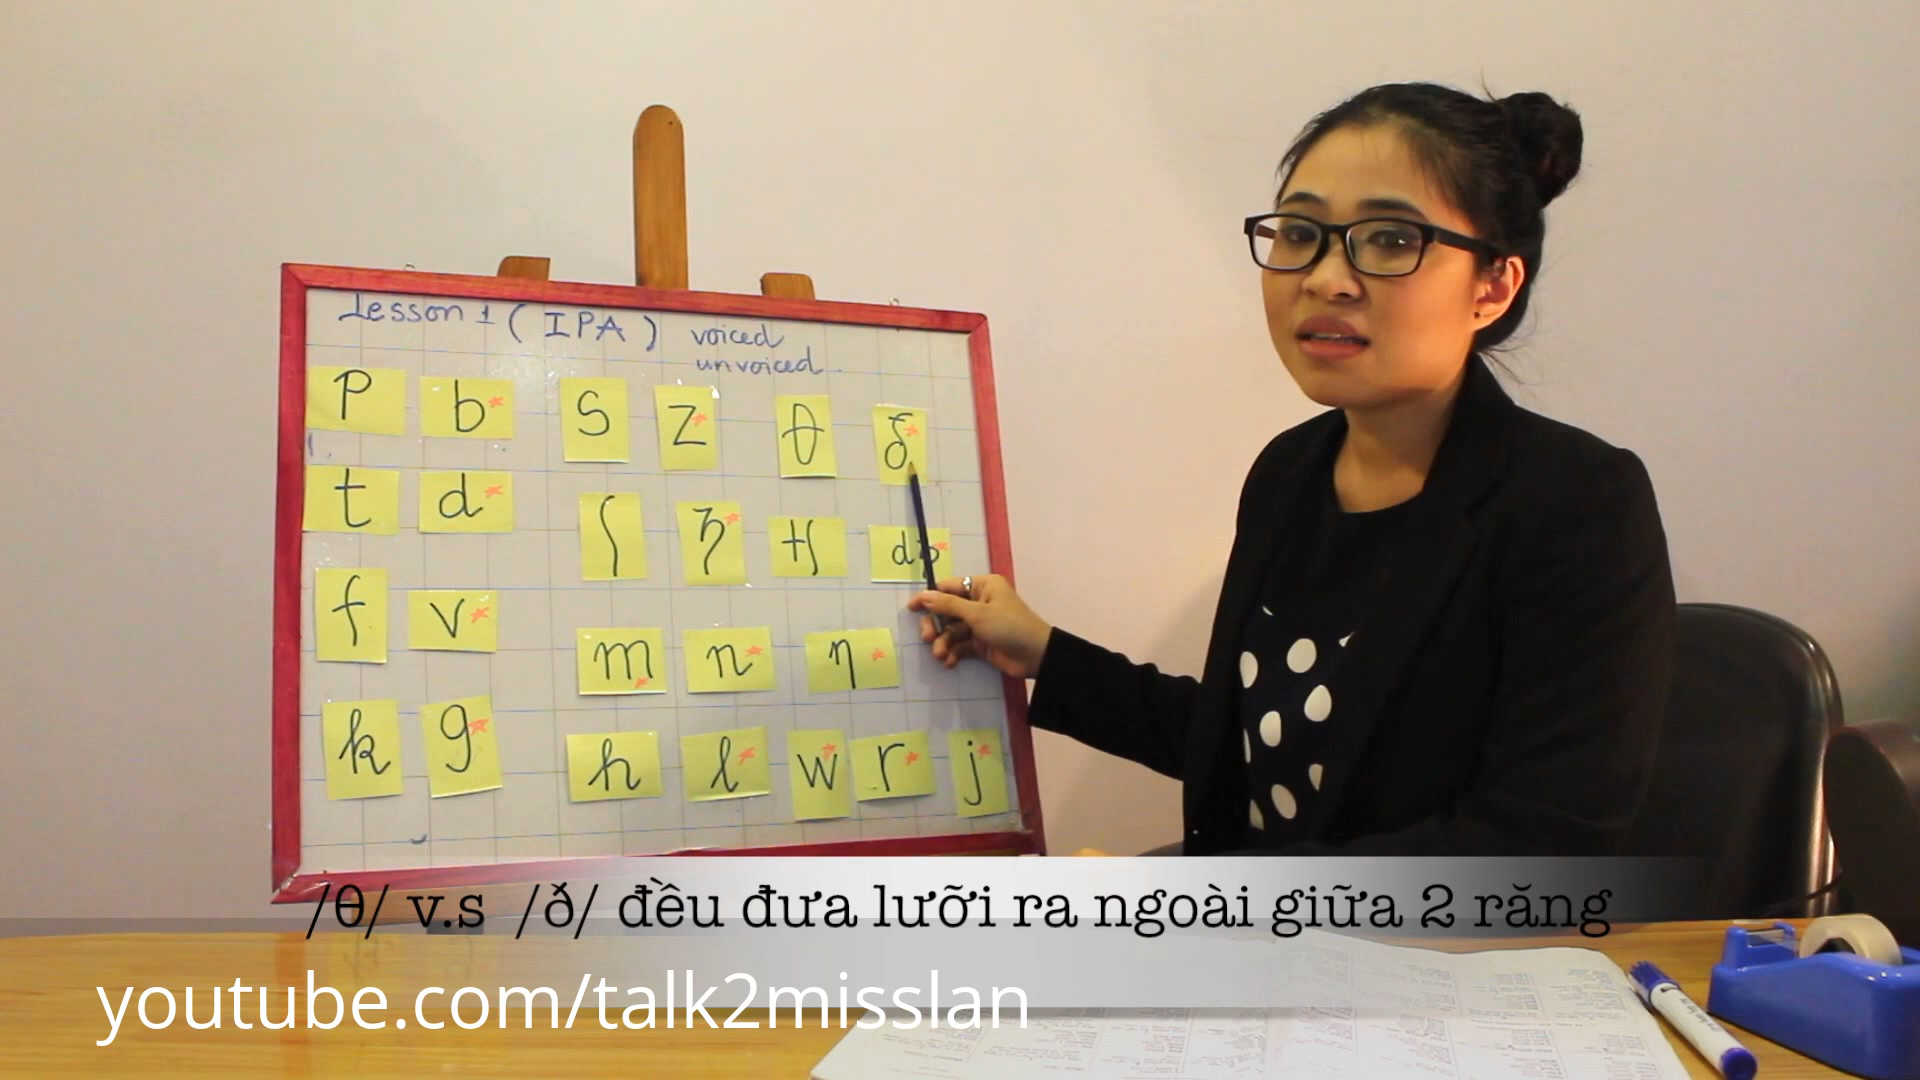 Lesson 1 (IPA) voiced
unvoiced
p b s z θ ð
t d ʃ ʒ tʃ dʒ
f v m n ŋ
k g h l w r j
/θ/ v.s /ð/ đều đưa lưỡi ra ngoài giữa 2 răng
youtube.com/talk2misslan